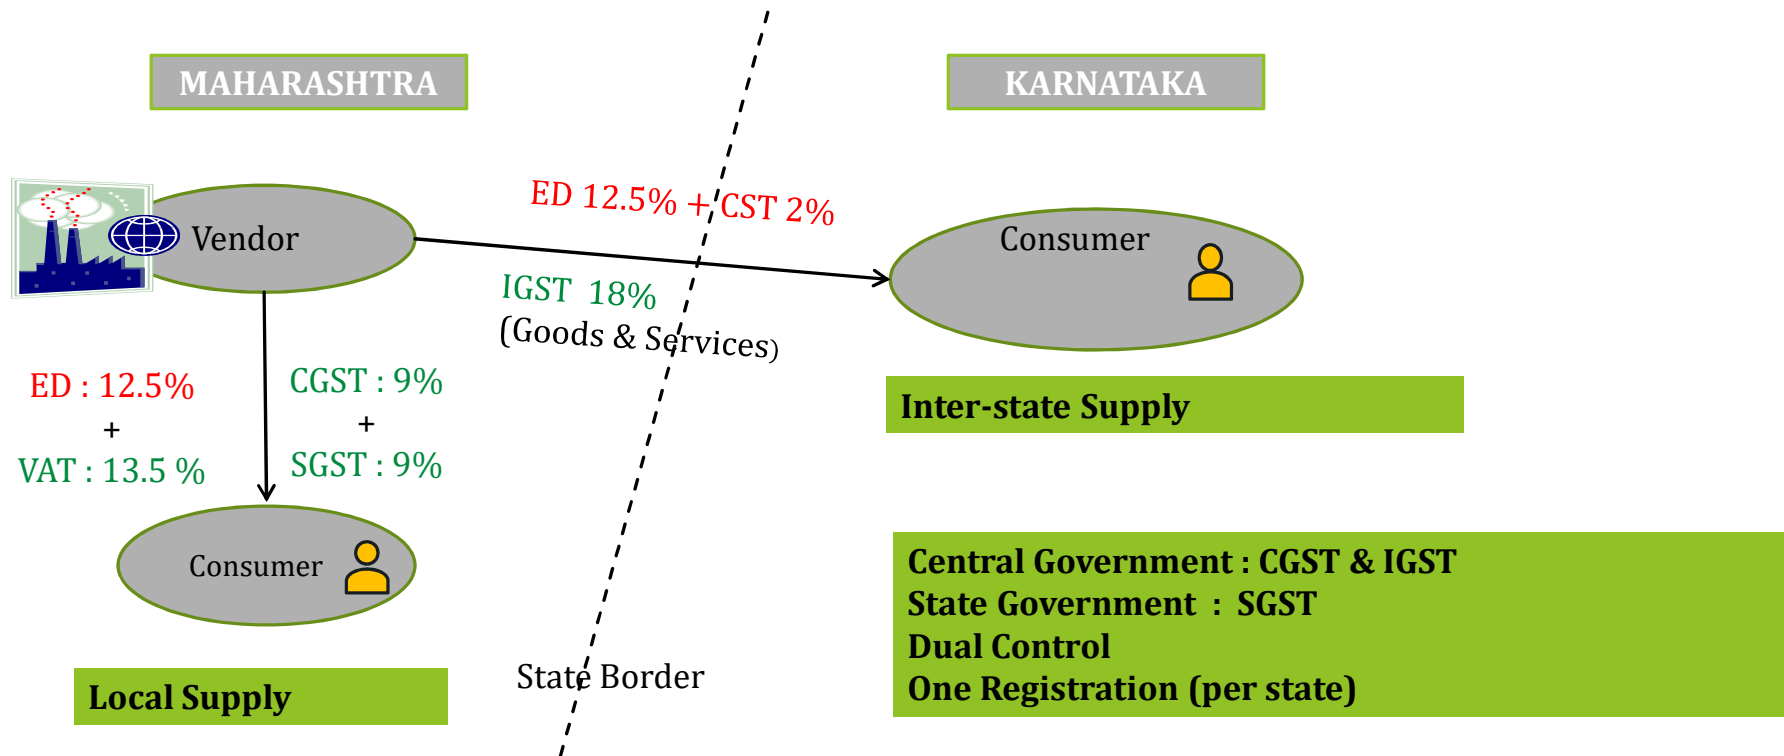 MAHARASHTRA
KARNATAKA
ED 12.5% + CST 2%
Vendor
Consumer
IGST  18%
(Goods & Services)
ED : 12.5%
+
VAT : 13.5 %
CGST : 9%
+
SGST : 9%
Inter-state Supply
Consumer
Central Government : CGST & IGST
State Government  :  SGST
Dual Control
One Registration (per state)
State Border
Local Supply